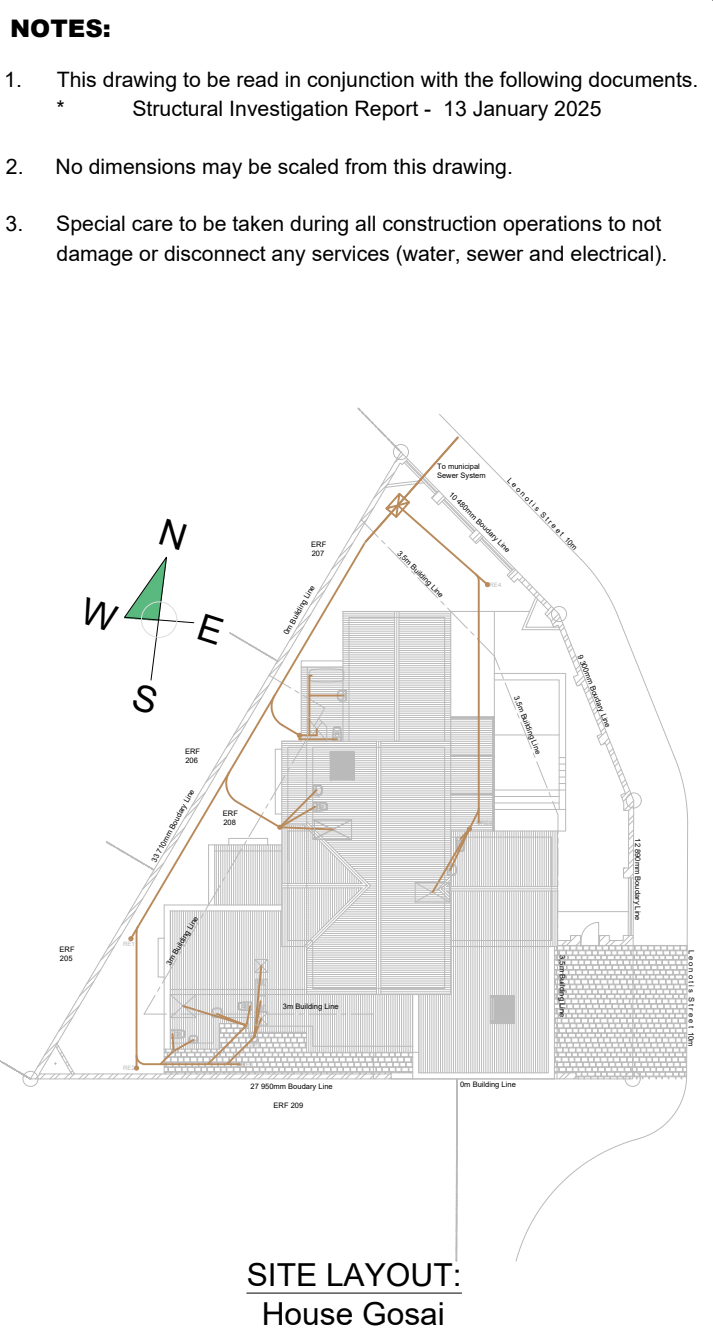 NOTES:
1. This drawing to be read in conjunction with the following documents.
* Structural Investigation Report - 13 January 2025
2. No dimensions may be scaled from this drawing.
3. Special care to be taken during all construction operations to not
damage or disconnect any services (water, sewer and electrical).
To municipal
Sewer System
Leonotis Street 10m
10 480mm Boudary Line
N
W
E
S
ERF
207
3.5m Building Line
RE4
0m Building Line
9 300mm Boudary Line
3.5m Building Line
ERF
206
ERF
208
33 710mm Boudary Line
12 890mm Boudary Line
ERF
205
RE1
3m Building Line
3m Building Line
3.5m Building Line
Leonotis Street 10m
27 950mm Boudary Line
0m Building Line
ERF 209
SITE LAYOUT:
House Gosai